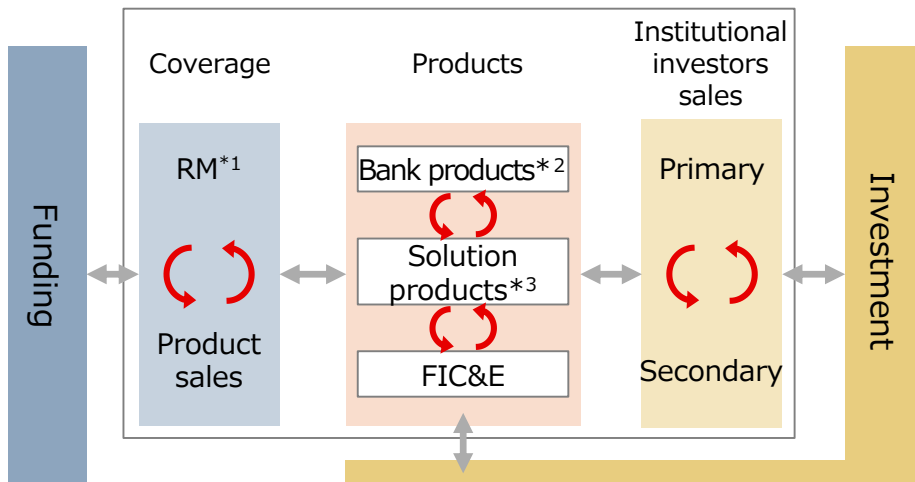 Funding
Coverage
RM*1
Product
sales
Products
Bank products*2
Solution
products*3
FIC&E
Institutional
investors
sales
Primary
Secondary
Investment